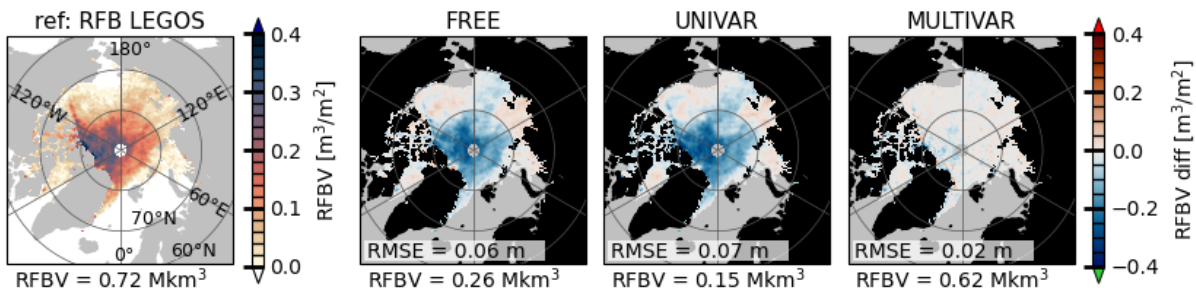 ref: RFB LEGOS
FREE
UNIVAR
MULTIVAR
180°
120°W
120°E
60°E
70°N
0°
60°N
0.4
0.3
0.2
0.1
0.0
RFBV [m³/m²]
RMSE = 0.06 m
RMSE = 0.07 m
RMSE = 0.02 m
0.4
0.2
0.0
−0.2
−0.4
RFBV diff [m³/m²]
RFBV = 0.72 Mkm³
RFBV = 0.26 Mkm³
RFBV = 0.15 Mkm³
RFBV = 0.62 Mkm³